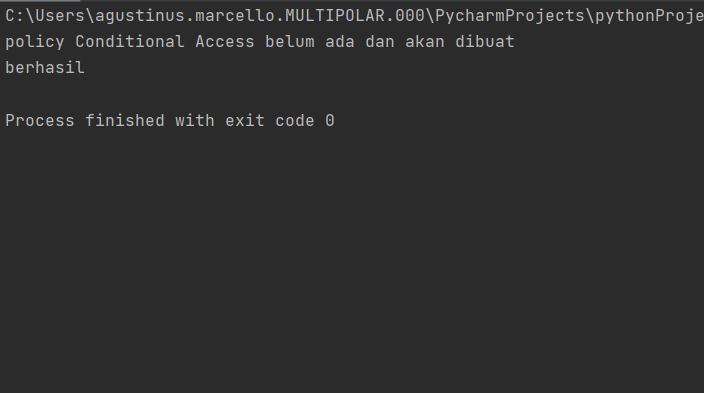 C:\Users\agustinus.marcello.MULTIPOLAR.000\PycharmProjects\pythonProje
policy Conditional Access belum ada dan akan dibuat
berhasil
Process finished with exit code 0